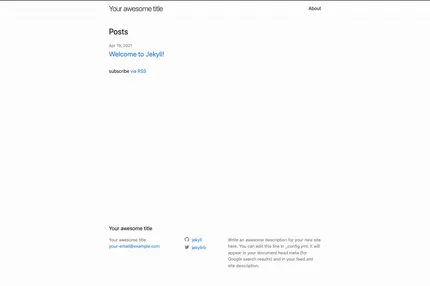 Your awesome title
About
Posts
Apr 19, 2021
Welcome to Jekyll!
subscribe via RSS
Your awesome title
Your awesome title
your-email@example.com
jekyll
jekyllrb
Write an awesome description for your new site
here. You can edit this line in _config.yml. It will
appear in your document head meta (for
Google search results) and in your feed.xml
site description.